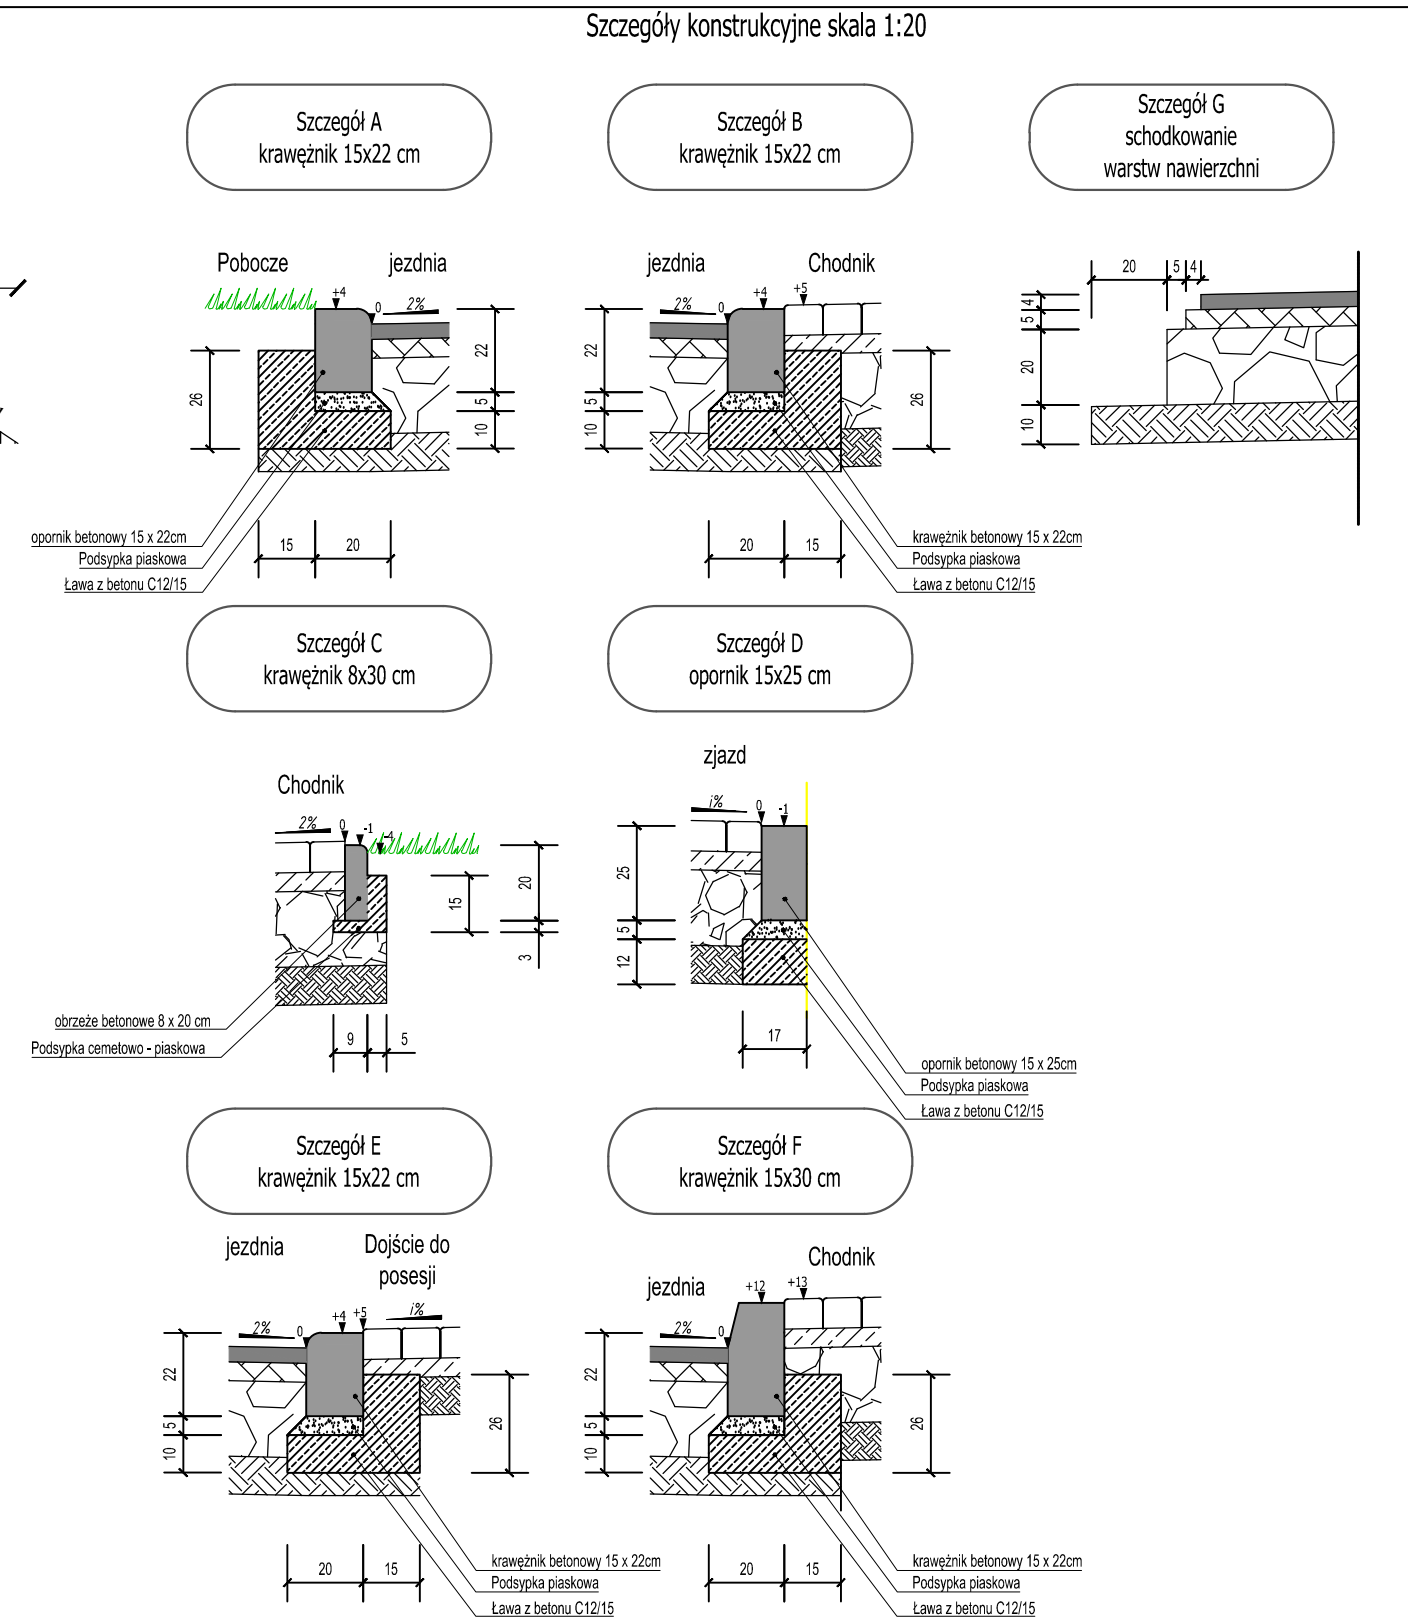 Szczegóły konstrukcyjne skala 1:20
Szczegół A
krawężnik 15x22 cm
Pobocze
jezdnia
+4
0
2%
26
22
5
10
15
20
opornik betonowy 15 x 22cm
Podsypka piaskowa
Ława z betonu C12/15
Szczegół B
krawężnik 15x22 cm
jezdnia
Chodnik
2%
0
+4
+5
22
5
10
26
20
15
krawężnik betonowy 15 x 22cm
Podsypka piaskowa
Ława z betonu C12/15
Szczegół G
schodkowanie
warstw nawierzchni
20
5
4
4
5
20
10
Szczegół C
krawężnik 8x30 cm
Chodnik
2%
0
-1
-4
15
20
3
9
5
obrzeże betonowe 8 x 20 cm
Podsypka cemetowo - piaskowa
Szczegół D
opornik 15x25 cm
zjazd
i%
0
-1
25
5
12
17
opornik betonowy 15 x 25cm
Podsypka piaskowa
Ława z betonu C12/15
Szczegół E
krawężnik 15x22 cm
jezdnia
Dojście do
posesji
2%
0
+4
+5
i%
22
5
10
26
20
15
krawężnik betonowy 15 x 22cm
Podsypka piaskowa
Ława z betonu C12/15
Szczegół F
krawężnik 15x30 cm
jezdnia
Chodnik
2%
0
+12
+13
22
5
10
26
20
15
krawężnik betonowy 15 x 22cm
Podsypka piaskowa
Ława z betonu C12/15